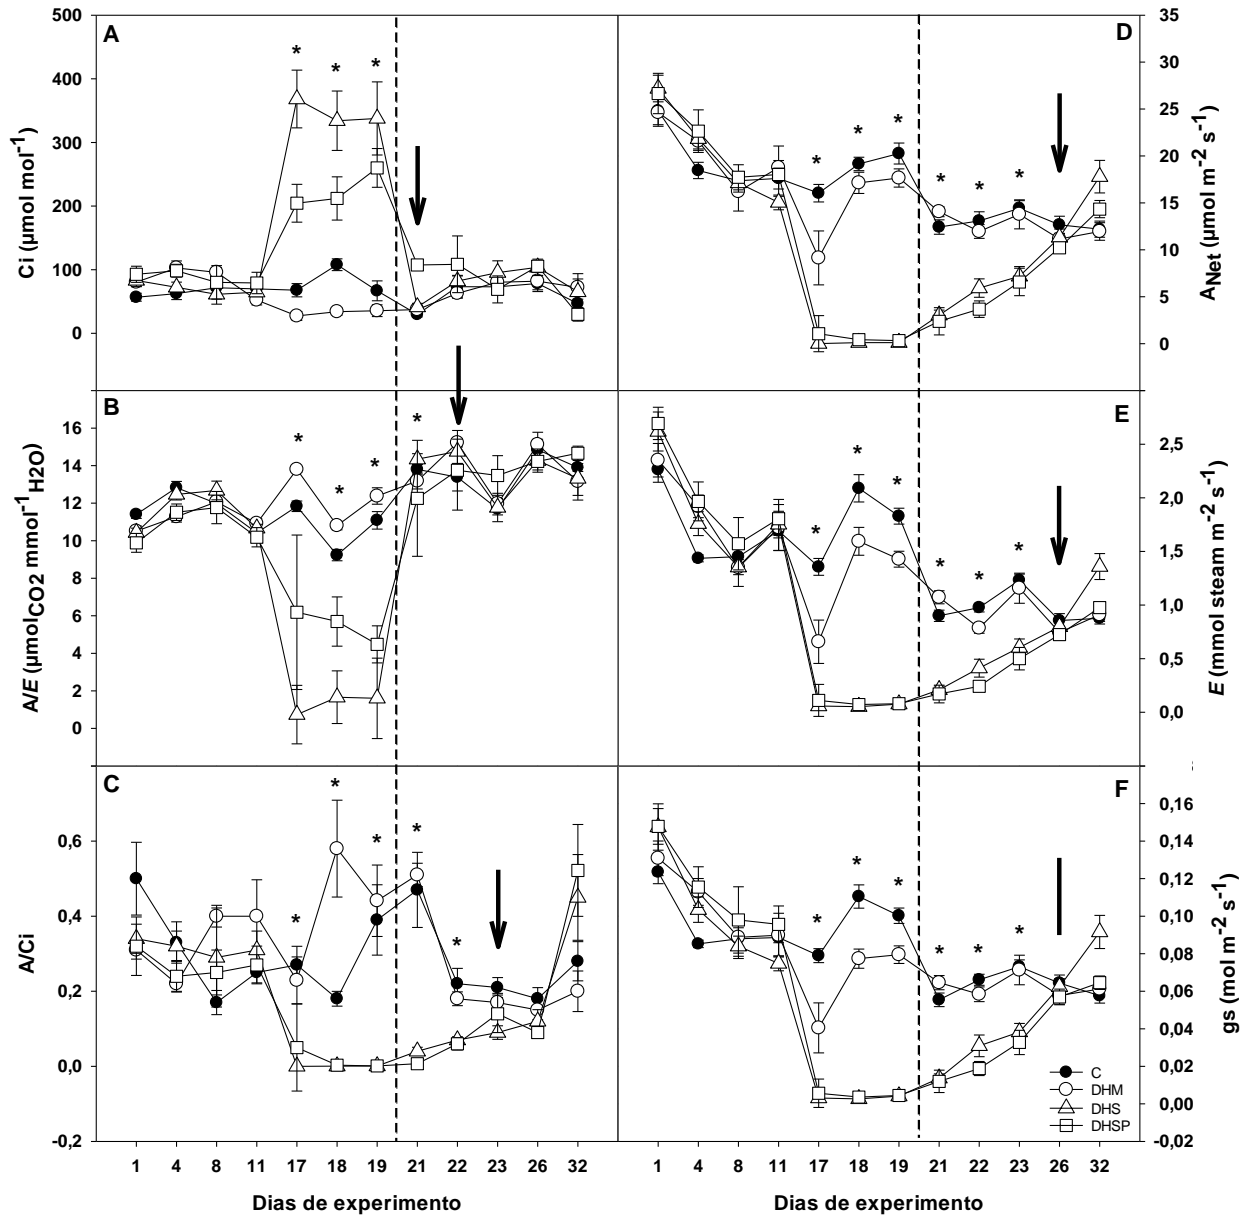 A
500
400
300
200
100
0
Ci (µmol mol⁻¹)
* * *
D
35
30
25
20
15
10
5
0
A_Net (µmol m⁻² s⁻¹)
* * * * * *
B
16
14
12
10
8
6
4
2
0
A/E (µmol_CO2 mmol⁻¹_H2O)
* * * *
E
2,5
2,0
1,5
1,0
0,5
0,0
E (mmol steam m⁻² s⁻¹)
* * * * * *
C
0,6
0,4
0,2
0,0
-0,2
A/Ci
* * * * *
F
0,16
0,14
0,12
0,10
0,08
0,06
0,04
0,02
0,00
-0,02
gs (mol m⁻² s⁻¹)
* * * * * *
C
DHM
DHS
DHSP
1 4 8 11 17 18 19 21 22 23 26 32
Dias de experimento
1 4 8 11 17 18 19 21 22 23 26 32
Dias de experimento